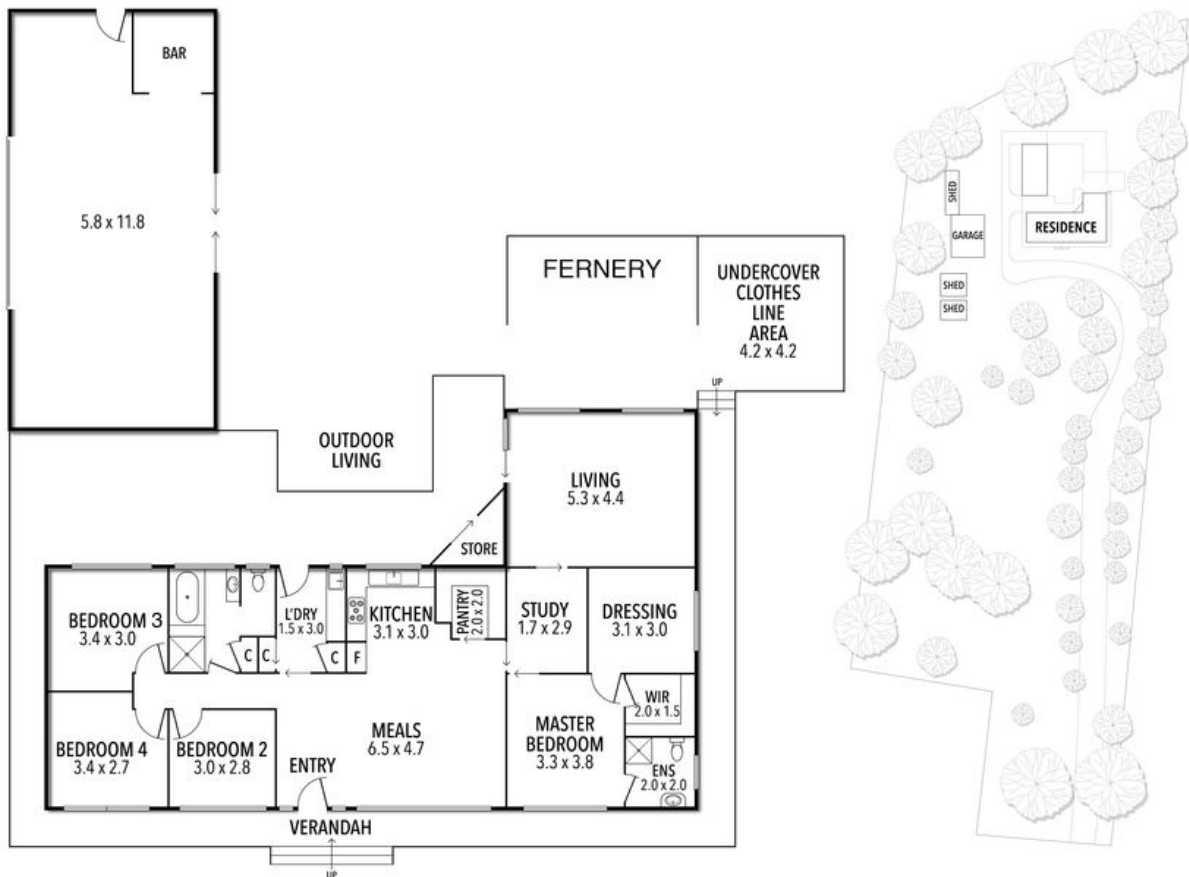 BAR
5.8 x 11.8
FERNERY
UNDERCOVER
CLOTHES
LINE
AREA
4.2 x 4.2
UP
OUTDOOR
LIVING
LIVING
5.3 x 4.4
STORE
BEDROOM 3
3.4 x 3.0
C
C
L'DRY
1.5 x 3.0
C
F
KITCHEN
3.1 x 3.0
PANTRY
2.0 x 2.0
STUDY
1.7 x 2.9
DRESSING
3.1 x 3.0
WIR
2.0 x 1.5
BEDROOM 4
3.4 x 2.7
BEDROOM 2
3.0 x 2.8
ENTRY
MEALS
6.5 x 4.7
MASTER
BEDROOM
3.3 x 3.8
ENS
2.0 x 2.0
VERANDAH
UP
SHED
GARAGE
RESIDENCE
SHED
SHED